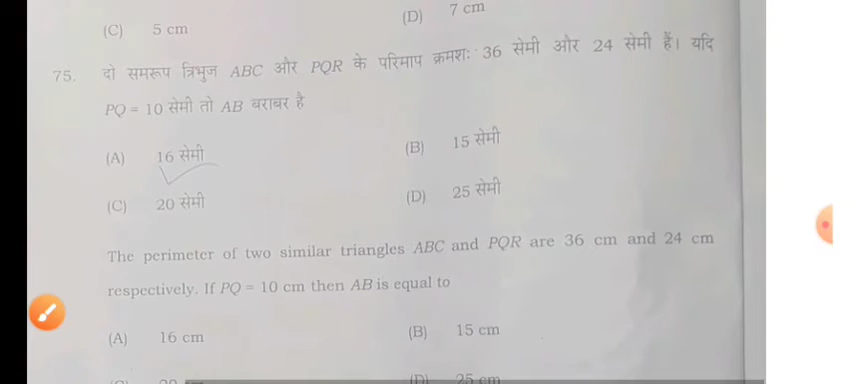 (C) 5 cm (D) 7 cm
75. दो समरूप त्रिभुज ABC और PQR के परिमाप क्रमशः 36 सेमी और 24 सेमी हैं। यदि
PQ = 10 सेमी तो AB बराबर है
(A) 16 सेमी (B) 15 सेमी
(C) 20 सेमी (D) 25 सेमी
The perimeter of two similar triangles ABC and PQR are 36 cm and 24 cm
respectively. If PQ = 10 cm then AB is equal to
(A) 16 cm (B) 15 cm
(D) 25 cm